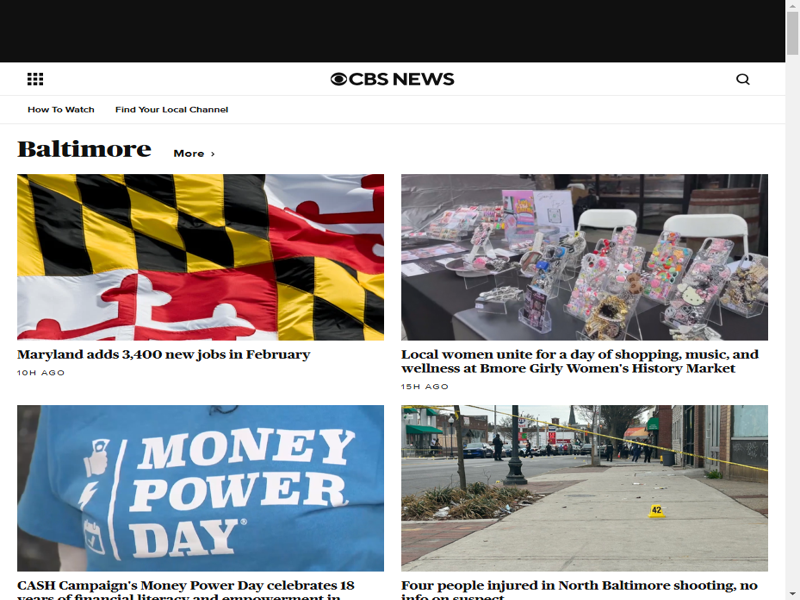 CBS NEWS
How To Watch
Find Your Local Channel
Baltimore
More ›
Maryland adds 3,400 new jobs in February
10H AGO
Local women unite for a day of shopping, music, and
wellness at Bmore Girly Women's History Market
15H AGO
MONEY
POWER
DAY®
42
CASH Campaign's Money Power Day celebrates 18
years of financial literacy and empowerment in
Four people injured in North Baltimore shooting, no
info on suspect